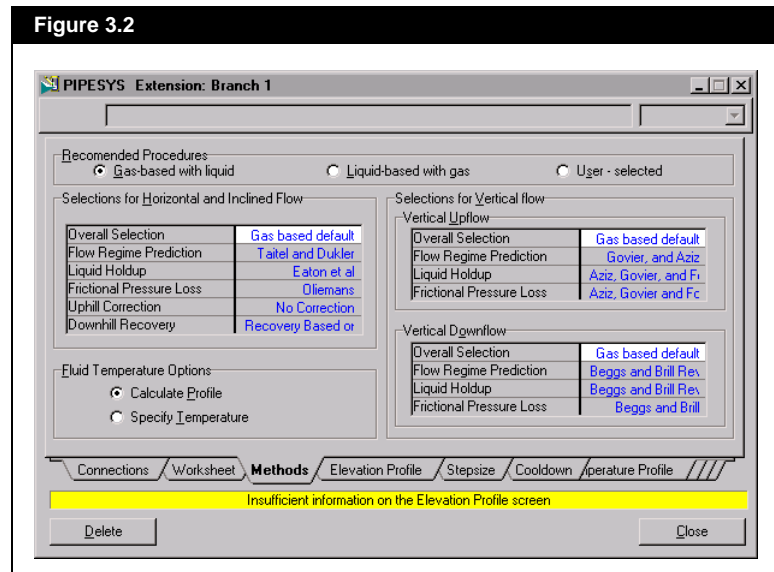 Figure 3.2
PIPESYS Extension: Branch 1
Recomended Procedures
Gas-based with liquid
Liquid-based with gas
User - selected
Selections for Horizontal and Inclined Flow
Overall Selection Gas based default
Flow Regime Prediction Taitel and Dukler
Liquid Holdup Eaton et al
Frictional Pressure Loss Oliemans
Uphill Correction No Correction
Downhill Recovery Recovery Based or
Fluid Temperature Options
Calculate Profile
Specify Temperature
Selections for Vertical flow
Vertical Upflow
Overall Selection Gas based default
Flow Regime Prediction Govier, and Aziz
Liquid Holdup Aziz, Govier, and
Frictional Pressure Loss Aziz, Govier and Fc
Vertical Downflow
Overall Selection Gas based default
Flow Regime Prediction Beggs and Brill Rev
Liquid Holdup Beggs and Brill Rev
Frictional Pressure Loss Beggs and Brill
Connections Worksheet Methods Elevation Profile Stepsize Cooldown perature Profile
Insufficient information on the Elevation Profile screen
Delete
Close